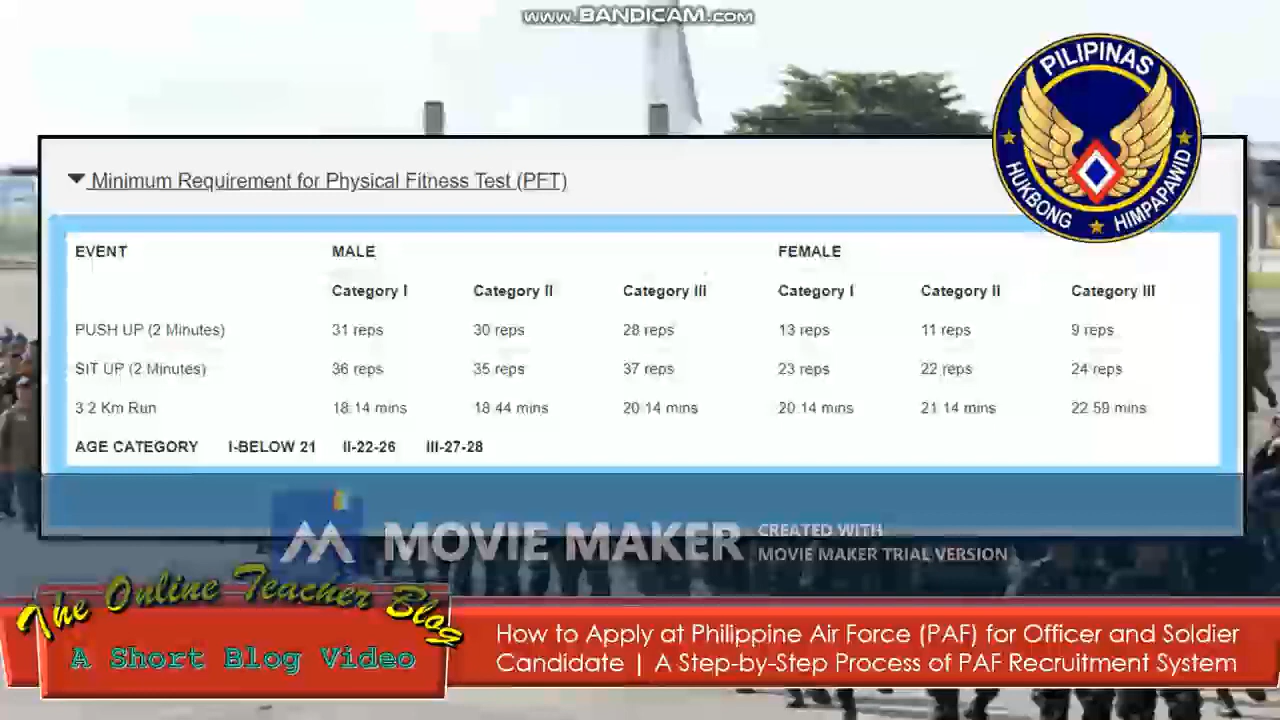 www.BANDICAM.com
PILIPINAS
HUKBONG HIMPAPAWID
Minimum Requirement for Physical Fitness Test (PFT)
EVENT MALE FEMALE
Category I Category II Category III Category I Category II Category III
PUSH UP (2 Minutes) 31 reps 30 reps 28 reps 13 reps 11 reps 9 reps
SIT UP (2 Minutes) 36 reps 35 reps 37 reps 23 reps 22 reps 24 reps
3.2 Km Run 18:14 mins 18:44 mins 20:14 mins 20:14 mins 21:14 mins 22:59 mins
AGE CATEGORY I-BELOW 21 II-22-26 III-27-28
MOVIE MAKER
CREATED WITH
MOVIE MAKER TRIAL VERSION
The Online Teacher Blog
A Short Blog Video
How to Apply at Philippine Air Force (PAF) for Officer and Soldier
Candidate | A Step-by-Step Process of PAF Recruitment System